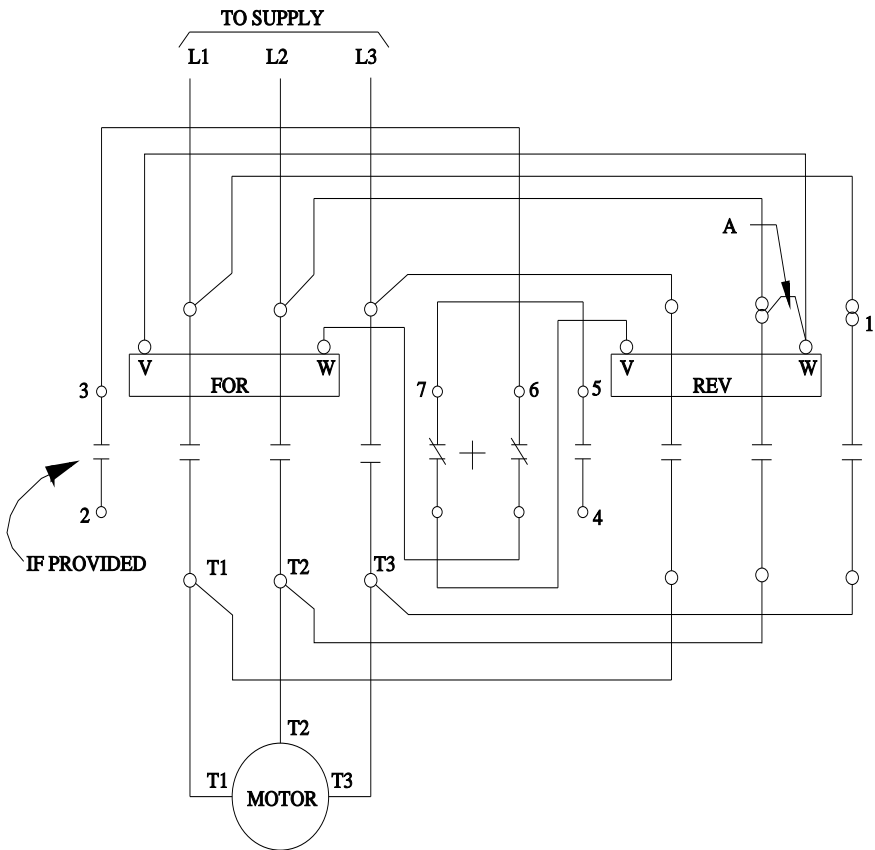 TO SUPPLY
L1 L2 L3
A
1
V FOR W
V REV W
3 7 6 5
2 4
IF PROVIDED
T1 T2 T3
T2
T1 MOTOR T3